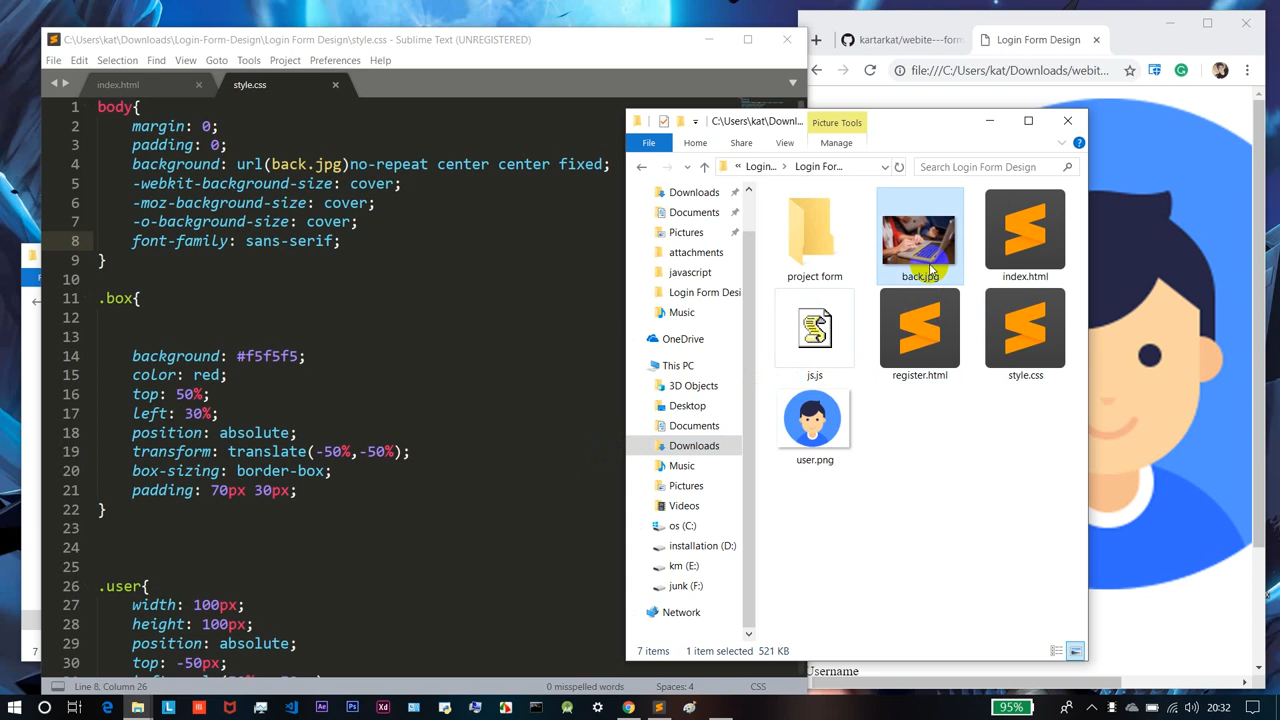 C:\Users\kat\Downloads\Login-Form-Design\Login Form Design\style.css - Sublime Text (UNREGISTERED)
File Edit Selection Find View Goto Tools Project Preferences Help
index.html
style.css
1 body{
2 margin: 0;
3 padding: 0;
4 background: url(back.jpg)no-repeat center center fixed;
5 -webkit-background-size: cover;
6 -moz-background-size: cover;
7 -o-background-size: cover;
8 font-family: sans-serif;
9 }
10
11 .box{
12
13
14 background: #f5f5f5;
15 color: red;
16 top: 50%;
17 left: 30%;
18 position: absolute;
19 transform: translate(-50%,-50%);
20 box-sizing: border-box;
21 padding: 70px 30px;
22 }
23
24
25
26 .user{
27 width: 100px;
28 height: 100px;
29 position: absolute;
30 top: -50px;
Line 8, Column 26
0 misspelled words
Spaces: 4
CSS
kartarkat/webite---form
Login Form Design
file:///C:/Users/kat/Downloads/webit...
C:\Users\kat\Downl...
Picture Tools
File Home Share View Manage
« Login... Login For...
Search Login Form Design
Downloads
Documents
Pictures
attachments
javascript
Login Form Desi
Music
OneDrive
This PC
3D Objects
Desktop
Documents
Downloads
Music
Pictures
Videos
os (C:)
installation (D:)
km (E:)
junk (F:)
Network
project form
back.jpg
index.html
js.js
register.html
style.css
user.png
7 items 1 item selected 521 KB
Username
95%
20:32